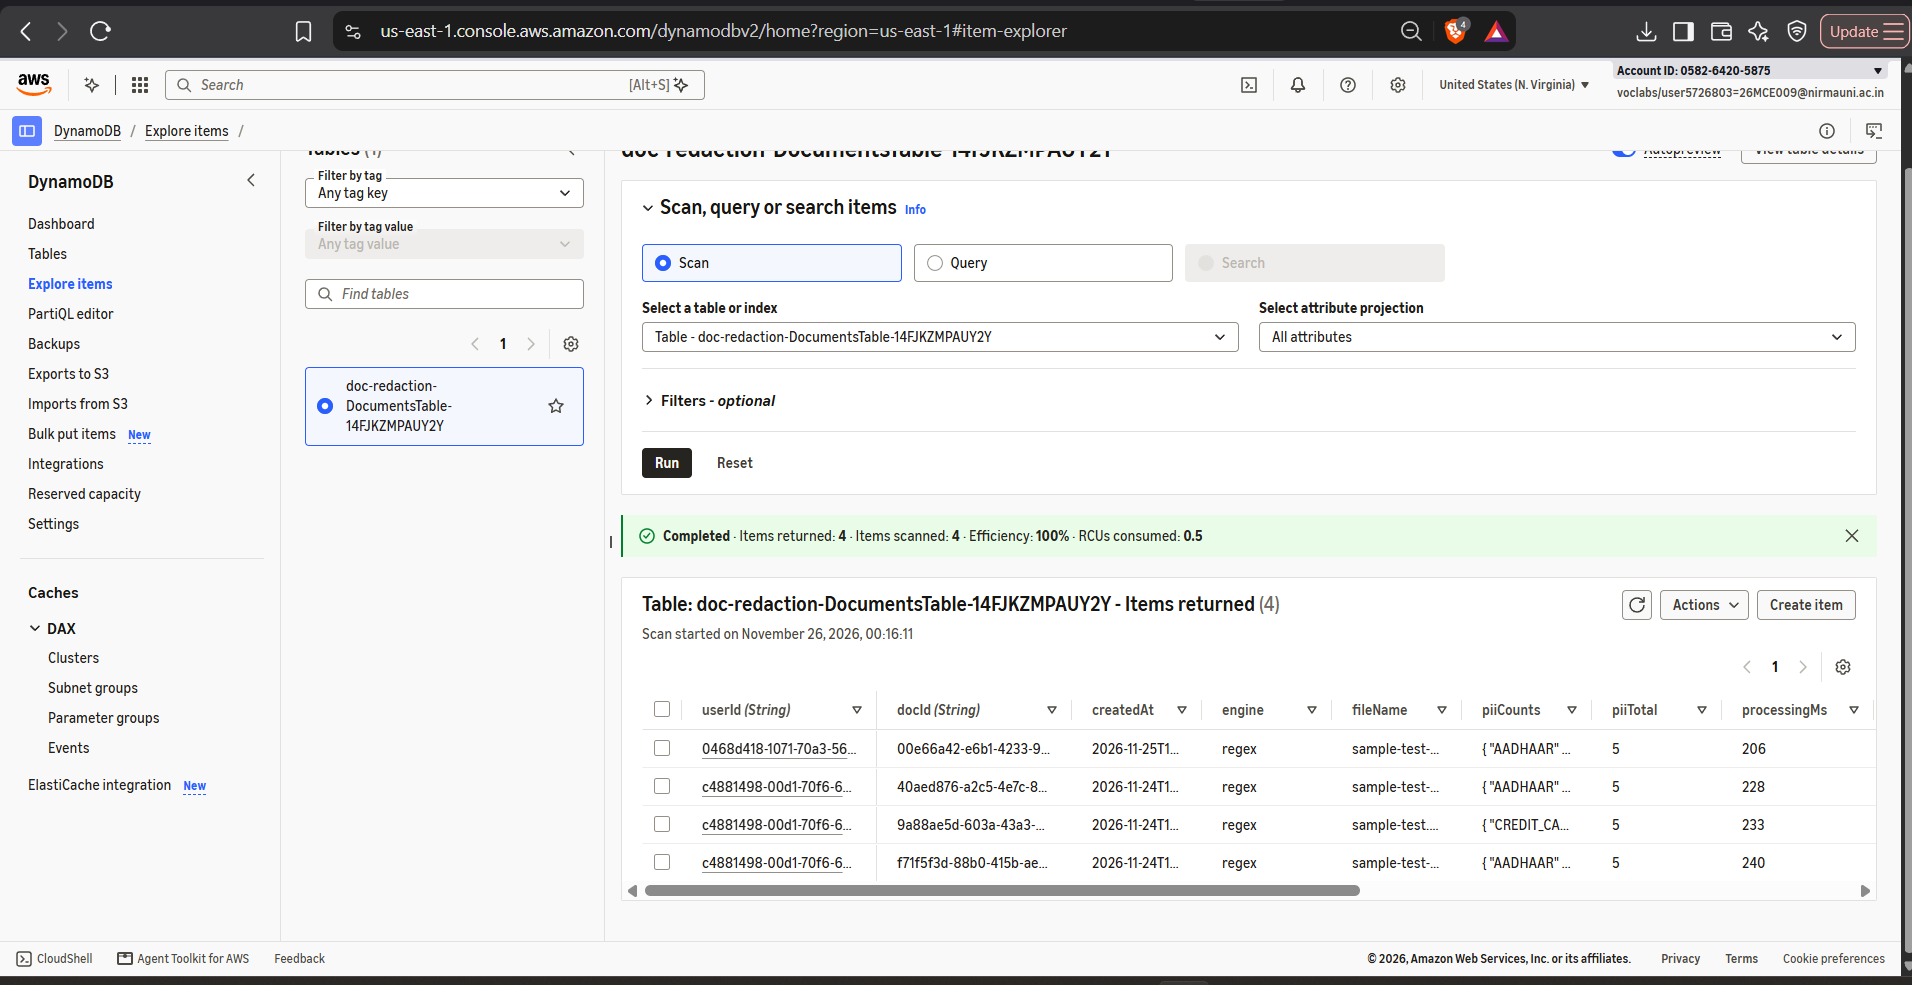 us-east-1.console.aws.amazon.com/dynamodbv2/home?region=us-east-1#item-explorer
4
Update
aws
Search
[Alt+S]
United States (N. Virginia)
Account ID: 0582-6420-5875
voclabs/user5726803=26MCE009@nirmauni.ac.in
DynamoDB / Explore items /
DynamoDB
Dashboard
Tables
Explore items
PartiQL editor
Backups
Exports to S3
Imports from S3
Bulk put items New
Integrations
Reserved capacity
Settings
Caches
DAX
Clusters
Subnet groups
Parameter groups
Events
ElastiCache integration New
Tables (1)
Filter by tag
Any tag key
Filter by tag value
Any tag value
Find tables
1
doc-redaction-
DocumentsTable-
14FJKZMPAUY2Y
doc-redaction-DocumentsTable-14FJKZMPAUY2Y
Autopreview
View table details
Scan, query or search items Info
Scan
Query
Search
Select a table or index
Table - doc-redaction-DocumentsTable-14FJKZMPAUY2Y
Select attribute projection
All attributes
Filters - optional
Run
Reset
Completed · Items returned: 4 · Items scanned: 4 · Efficiency: 100% · RCUs consumed: 0.5
Table: doc-redaction-DocumentsTable-14FJKZMPAUY2Y - Items returned (4)
Scan started on November 26, 2026, 00:16:11
Actions
Create item
1
userId (String) docId (String) createdAt engine fileName piiCounts piiTotal processingMs
0468d418-1071-70a3-56... 00e66a42-e6b1-4233-9... 2026-11-25T1... regex sample-test-... { "AADHAAR" ... 5 206
c4881498-00d1-70f6-6... 40aed876-a2c5-4e7c-8... 2026-11-24T1... regex sample-test-... { "AADHAAR" ... 5 228
c4881498-00d1-70f6-6... 9a88ae5d-603a-43a3-... 2026-11-24T1... regex sample-test.... { "CREDIT_CA... 5 233
c4881498-00d1-70f6-6... f71f5f3d-88b0-415b-ae... 2026-11-24T1... regex sample-test-... { "AADHAAR" ... 5 240
CloudShell
Agent Toolkit for AWS
Feedback
© 2026, Amazon Web Services, Inc. or its affiliates.
Privacy
Terms
Cookie preferences